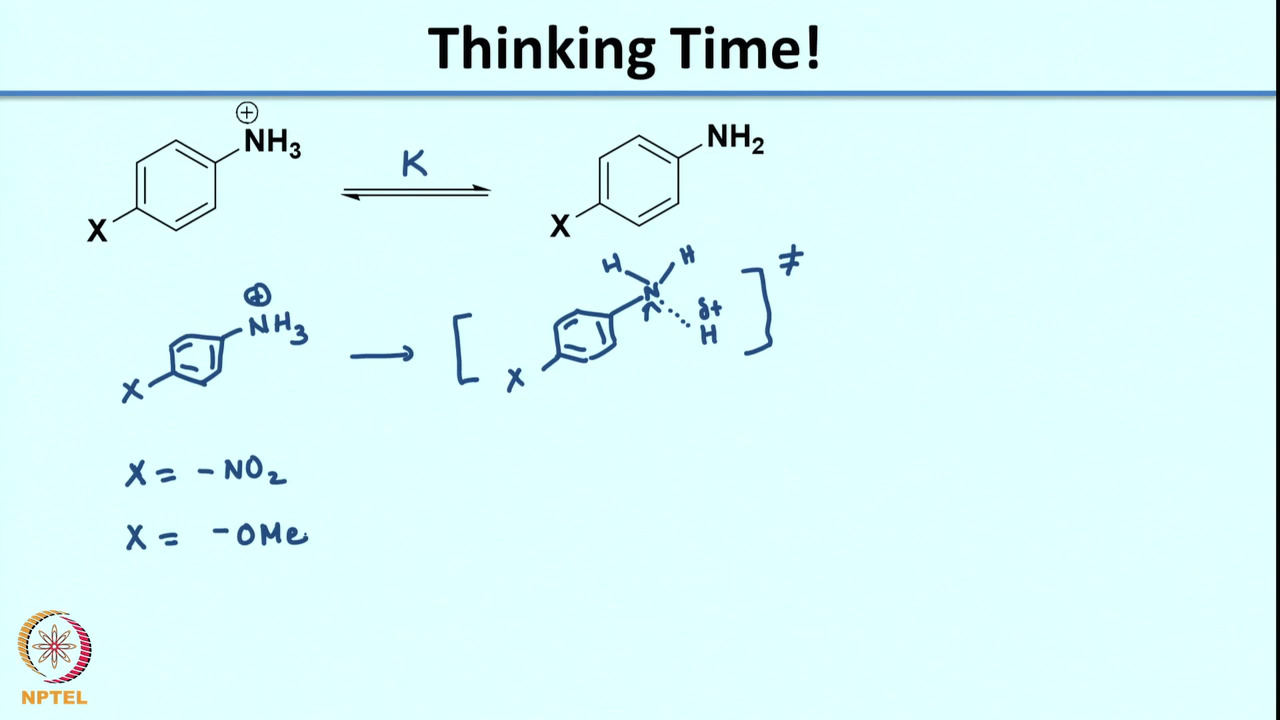 Thinking Time!
⊕
NH3
K
NH2
X
X
⊕
NH3
X
[
H H
N
δ+
H
X
]≠
X = -NO2
X = -OMe
NPTEL